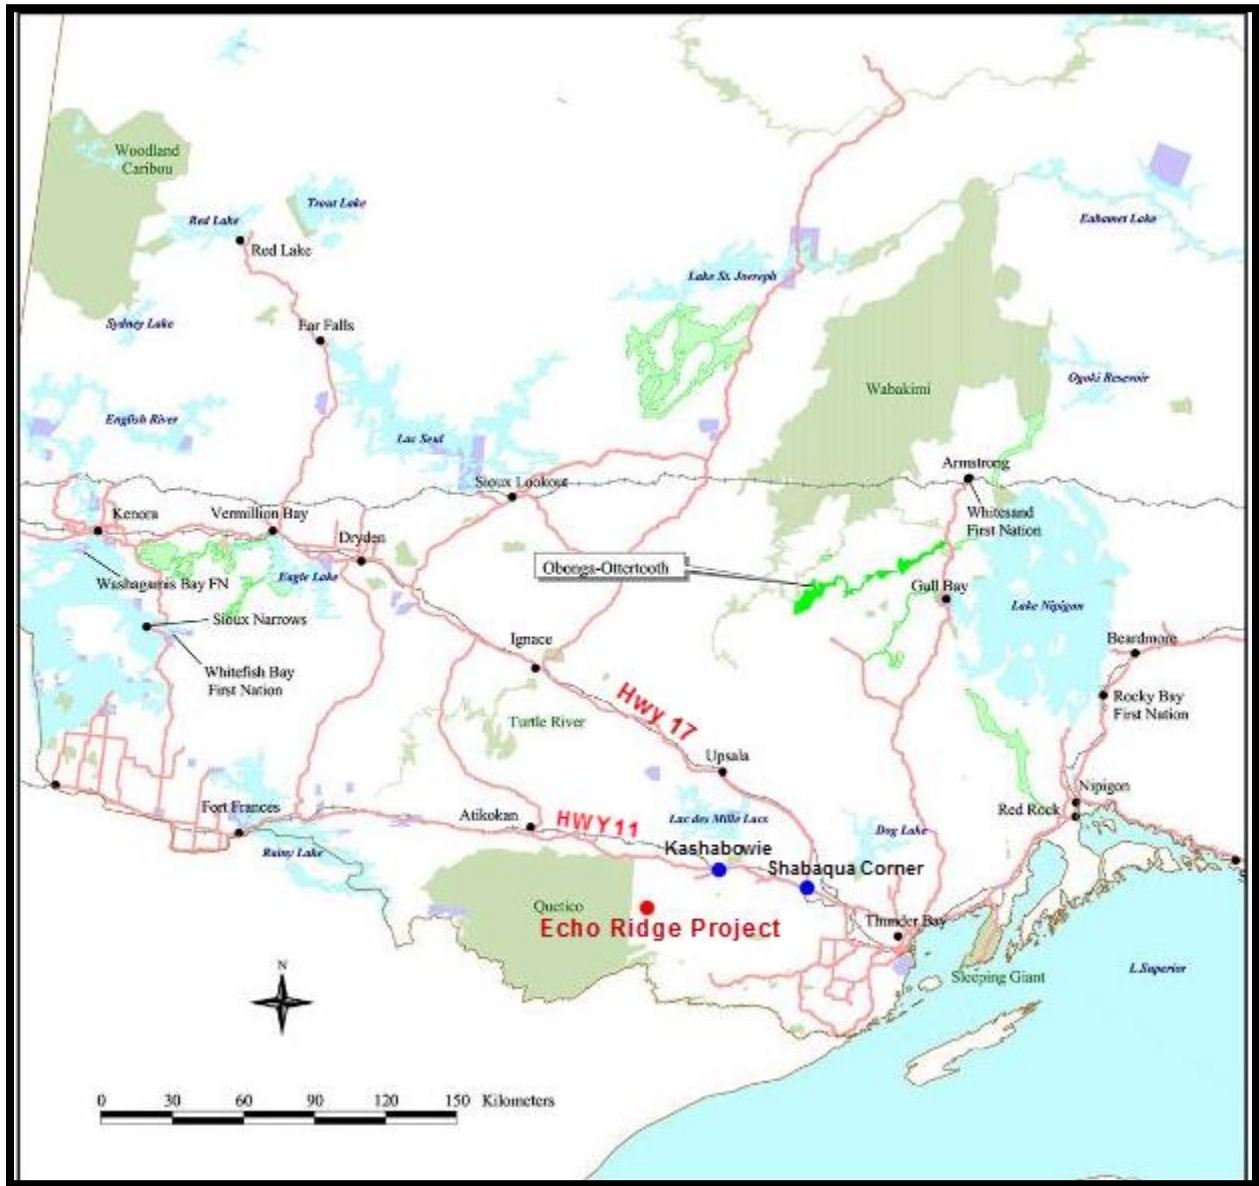 Woodland
Caribou
Trout Lake
Red Lake
Red Lake
Eabamet Lake
Lake St. Joereph
Sydney Lake
Ear Falls
Wabakimi
Ogoki Resevoir
English River
Lac Seul
Armstrong
Sioux Lookout
Kenora
Vermillion Bay
Whitesand
First Nation
Dryden
Obonga-Ottertooth
Washagamis Bay FN
Eagle Lake
Gull Bay
Lake Nipigon
Sioux Narrows
Ignace
Beardmore
Whitefish Bay
First Nation
Rocky Bay
First Nation
Hwy 17
Turtle River
Upsala
Nipigon
Fort Frances
Red Rock
Atikokan
HWY11
Lac des Mille Lacs
Dog Lake
Rainy Lake
Kashabowie
Shabaqua Corner
Quetico
Thunder Bay
Echo Ridge Project
N
Sleeping Giant
L.Superior
0 30 60 90 120 150 Kilometers